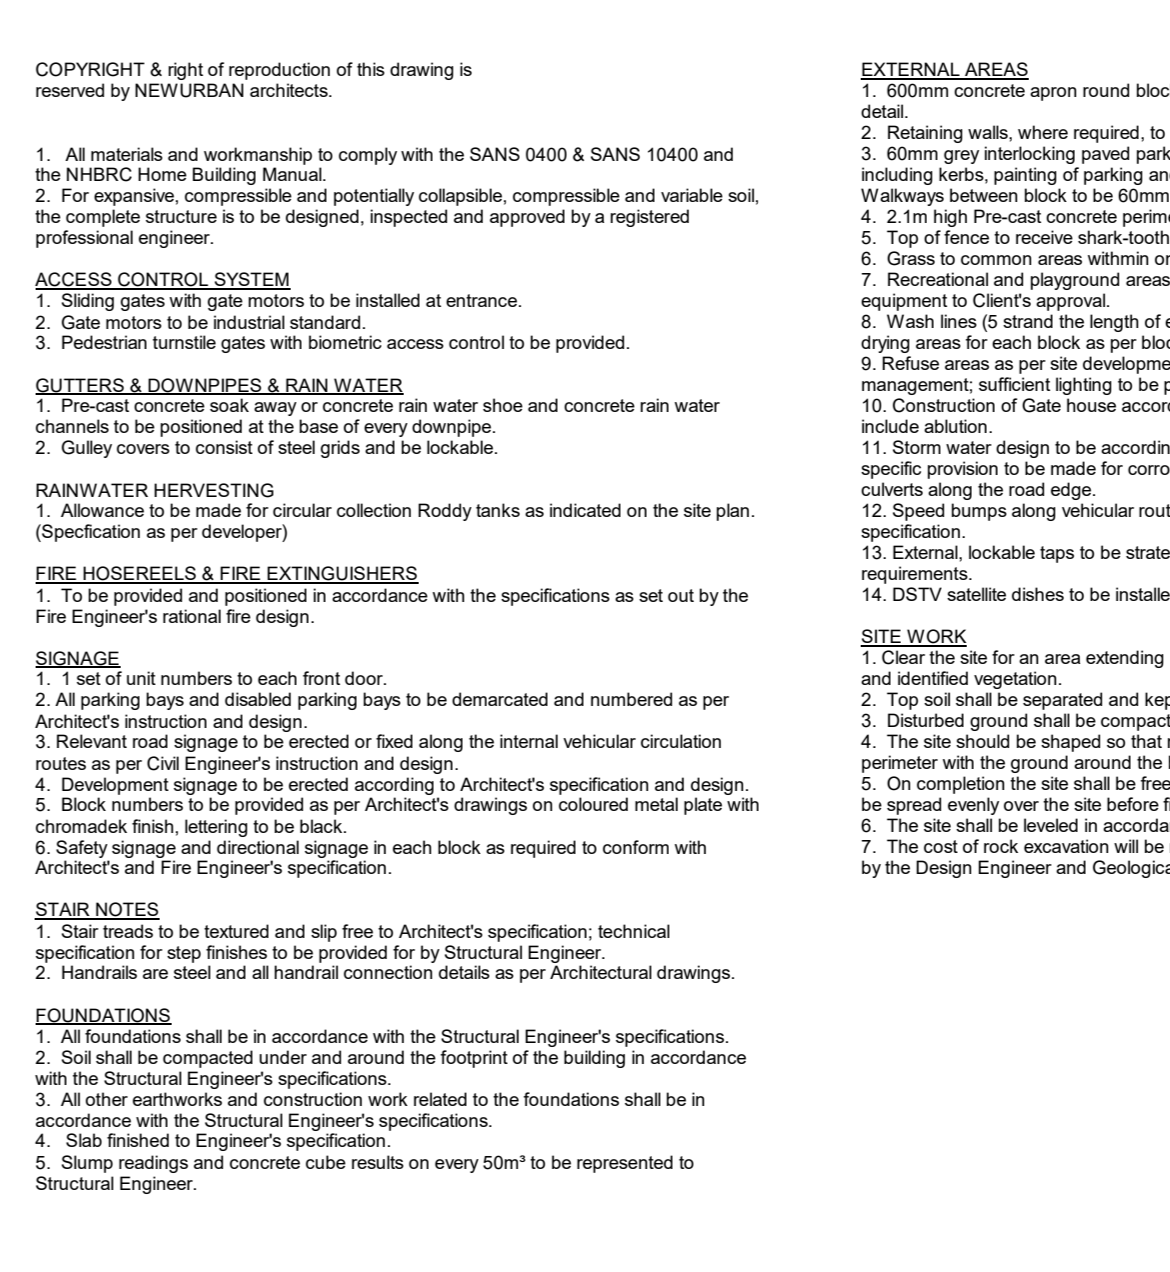 COPYRIGHT & right of reproduction of this drawing is
reserved by NEWURBAN architects.
1. All materials and workmanship to comply with the SANS 0400 & SANS 10400 and
the NHBRC Home Building Manual.
2. For expansive, compressible and potentially collapsible, compressible and variable soil,
the complete structure is to be designed, inspected and approved by a registered
professional engineer.
ACCESS CONTROL SYSTEM
1. Sliding gates with gate motors to be installed at entrance.
2. Gate motors to be industrial standard.
3. Pedestrian turnstile gates with biometric access control to be provided.
GUTTERS & DOWNPIPES & RAIN WATER
1. Pre-cast concrete soak away or concrete rain water shoe and concrete rain water
channels to be positioned at the base of every downpipe.
2. Gulley covers to consist of steel grids and be lockable.
RAINWATER HERVESTING
1. Allowance to be made for circular collection Roddy tanks as indicated on the site plan.
(Specfication as per developer)
FIRE HOSEREELS & FIRE EXTINGUISHERS
1. To be provided and positioned in accordance with the specifications as set out by the
Fire Engineer's rational fire design.
SIGNAGE
1. 1 set of unit numbers to each front door.
2. All parking bays and disabled parking bays to be demarcated and numbered as per
Architect's instruction and design.
3. Relevant road signage to be erected or fixed along the internal vehicular circulation
routes as per Civil Engineer's instruction and design.
4. Development signage to be erected according to Architect's specification and design.
5. Block numbers to be provided as per Architect's drawings on coloured metal plate with
chromadek finish, lettering to be black.
6. Safety signage and directional signage in each block as required to conform with
Architect's and Fire Engineer's specification.
STAIR NOTES
1. Stair treads to be textured and slip free to Architect's specification; technical
specification for step finishes to be provided for by Structural Engineer.
2. Handrails are steel and all handrail connection details as per Architectural drawings.
FOUNDATIONS
1. All foundations shall be in accordance with the Structural Engineer's specifications.
2. Soil shall be compacted under and around the footprint of the building in accordance
with the Structural Engineer's specifications.
3. All other earthworks and construction work related to the foundations shall be in
accordance with the Structural Engineer's specifications.
4. Slab finished to Engineer's specification.
5. Slump readings and concrete cube results on every 50m³ to be represented to
Structural Engineer.
EXTERNAL AREAS
1. 600mm concrete apron round
detail.
2. Retaining walls, where required, to
3. 60mm grey interlocking paved
including kerbs, painting of parking
Walkways between block to be 60mm
4. 2.1m high Pre-cast concrete
5. Top of fence to receive shark-tooth
6. Grass to common areas withmin
7. Recreational and playground areas
equipment to Client's approval.
8. Wash lines (5 strand the length of
drying areas for each block as per
9. Refuse areas as per site
management; sufficient lighting to be
10. Construction of Gate house
include ablution.
11. Storm water design to be
specific provision to be made for
culverts along the road edge.
12. Speed bumps along vehicular
specification.
13. External, lockable taps to be
requirements.
14. DSTV satellite dishes to be
SITE WORK
1. Clear the site for an area extending
and identified vegetation.
2. Top soil shall be separated and
3. Disturbed ground shall be
4. The site should be shaped so that
perimeter with the ground around the
5. On completion the site shall be free
be spread evenly over the site before
6. The site shall be leveled in
7. The cost of rock excavation will be
by the Design Engineer and